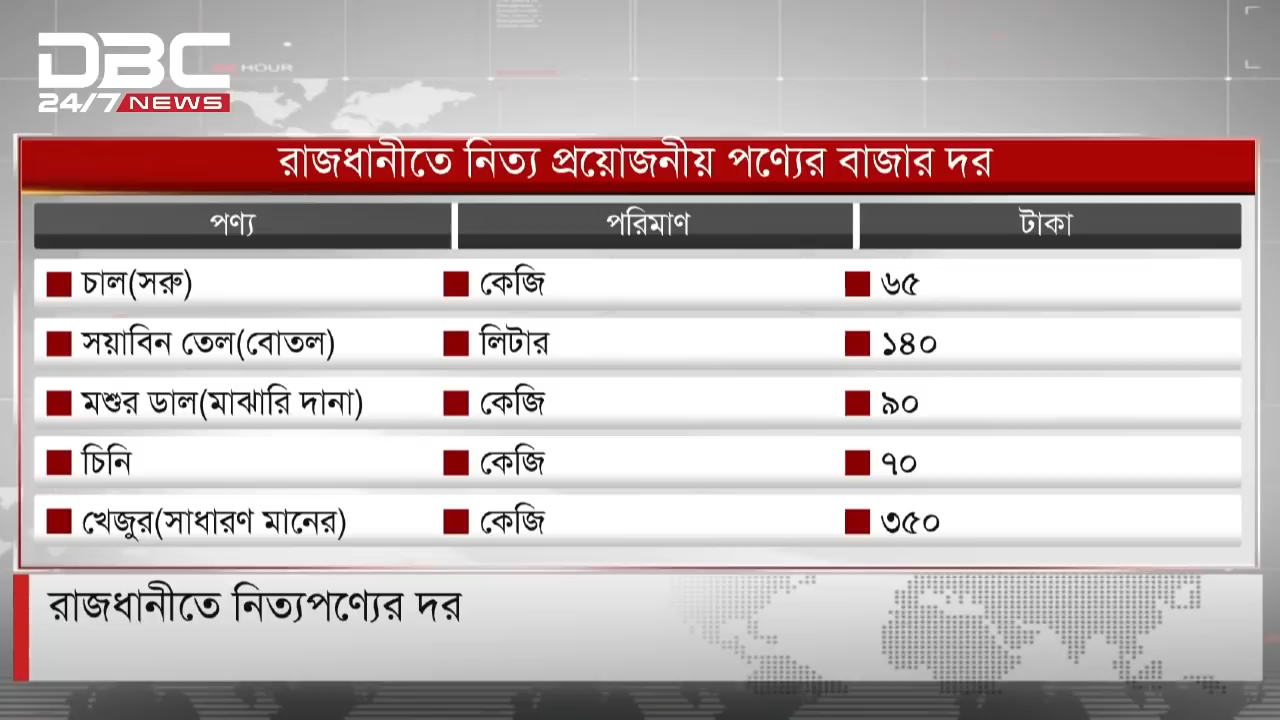 DBC
24/7 NEWS
HOUR
রাজধানীতে নিত্য প্রয়োজনীয় পণ্যের বাজার দর
পণ্য পরিমাণ টাকা
চাল(সরু) কেজি ৬৫
সয়াবিন তেল(বোতল) লিটার ১৪০
মশুর ডাল(মাঝারি দানা) কেজি ৯০
চিনি কেজি ৭০
খেজুর(সাধারণ মানের) কেজি ৩৫০
রাজধানীতে নিত্যপণ্যের দর